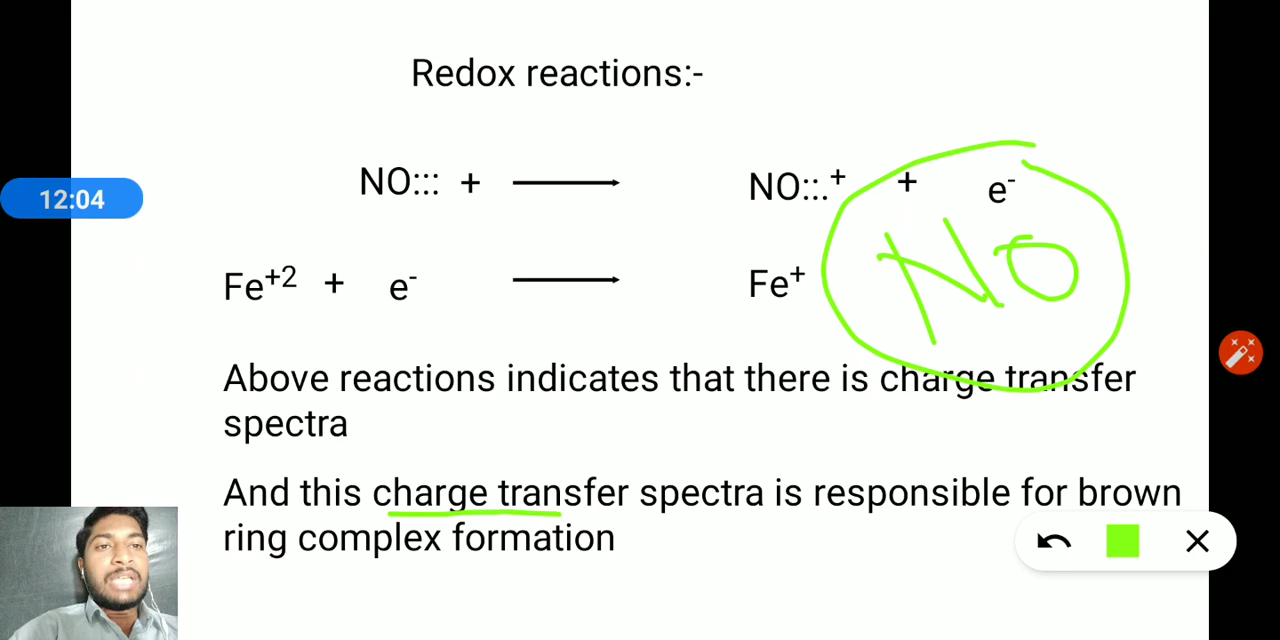 Redox reactions:-
12:04
NO::: + ⟶ NO::.⁺ + e⁻
Fe⁺² + e⁻ ⟶ Fe⁺
NO
Above reactions indicates that there is charge transfer
spectra
And this charge transfer spectra is responsible for brown
ring complex formation